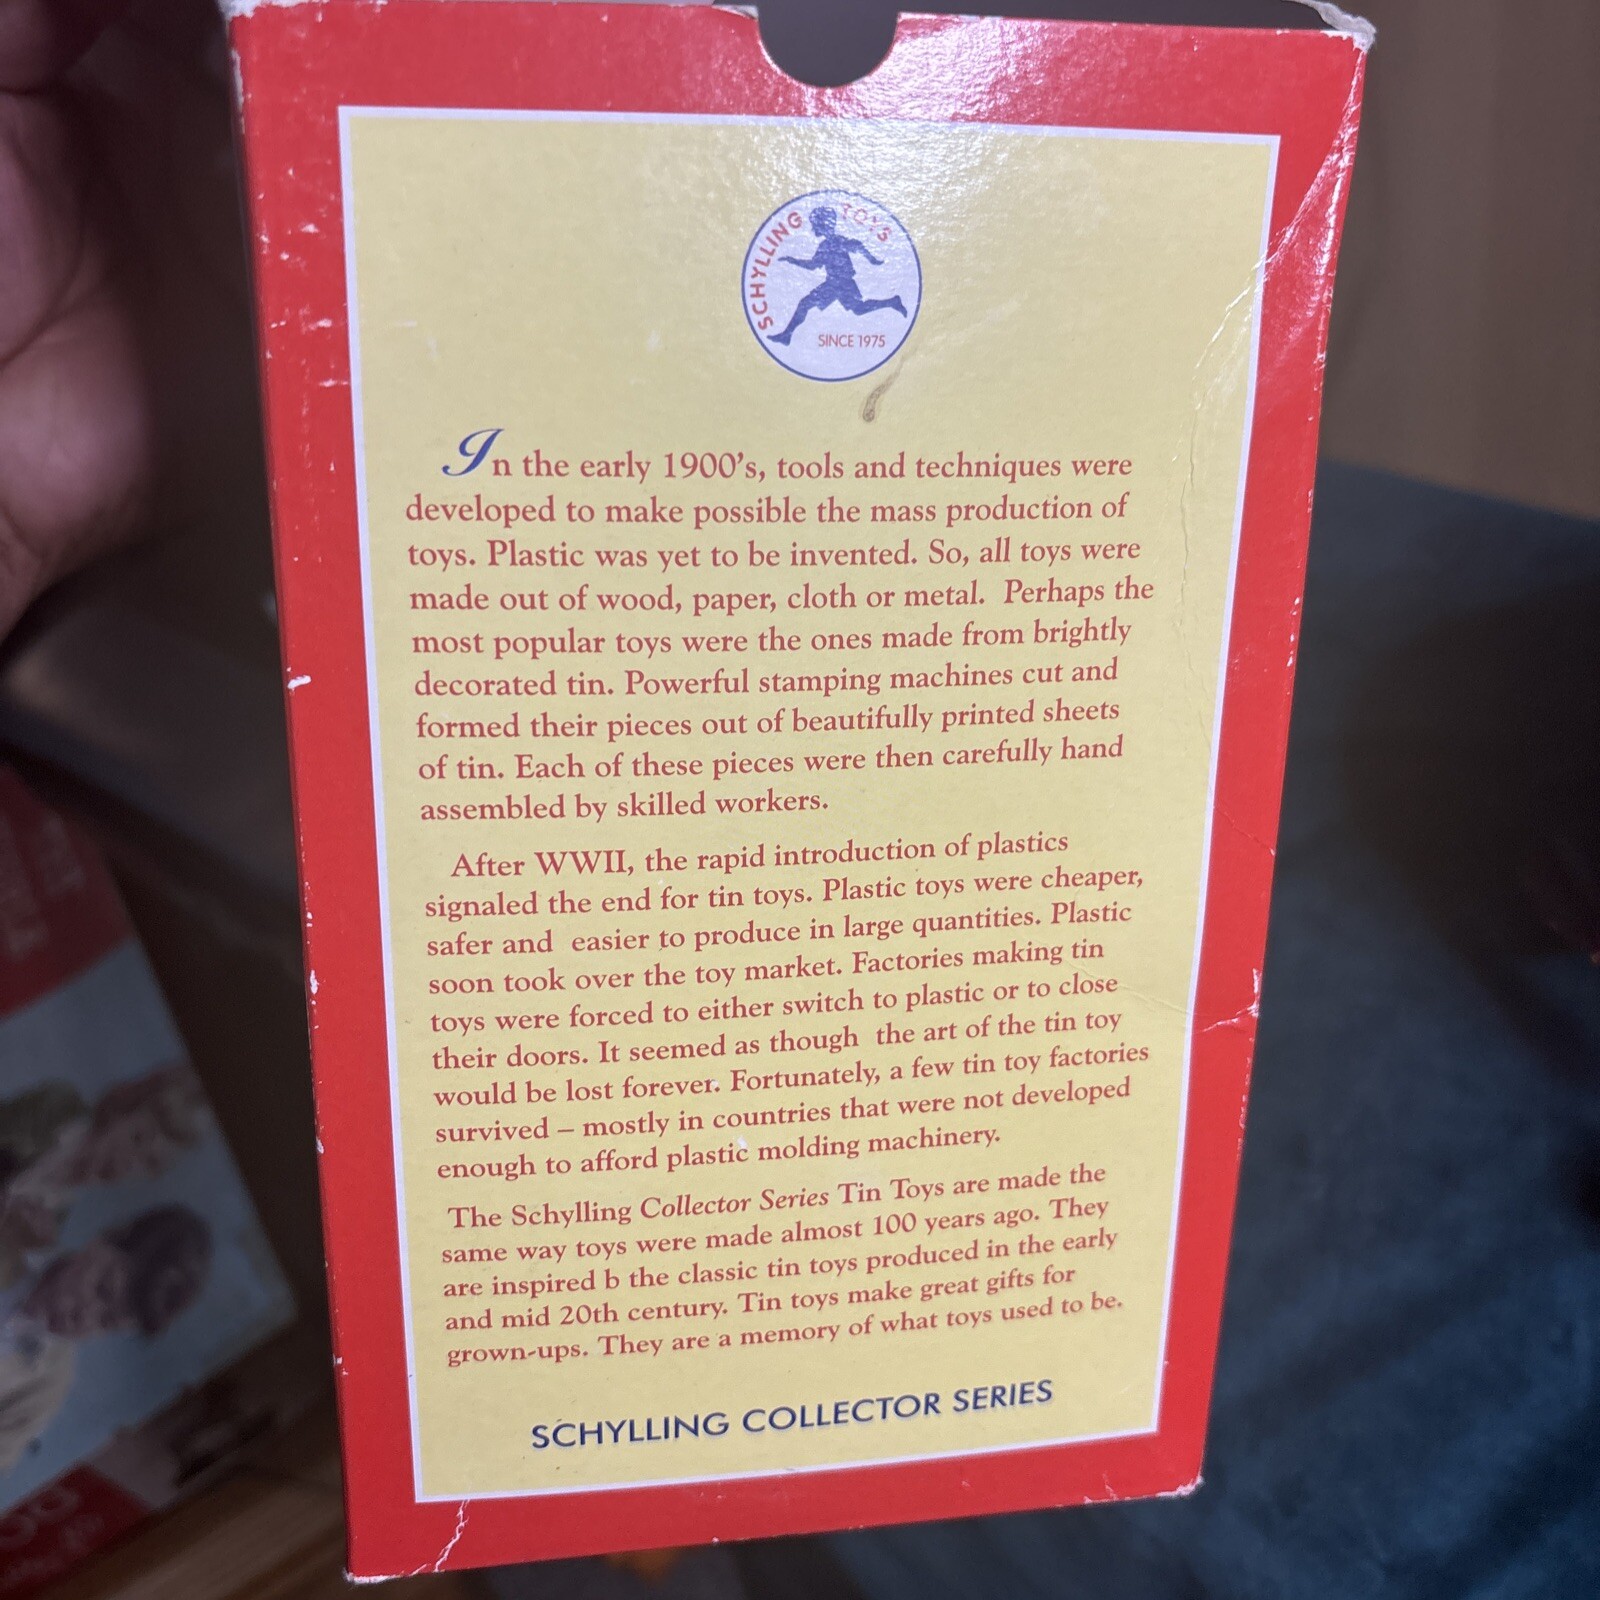 SCHYLLING TOYS
SINCE 1975
In the early 1900's, tools and techniques were
developed to make possible the mass production of
toys. Plastic was yet to be invented. So, all toys were
made out of wood, paper, cloth or metal. Perhaps the
most popular toys were the ones made from brightly
decorated tin. Powerful stamping machines cut and
formed their pieces out of beautifully printed sheets
of tin. Each of these pieces were then carefully hand
assembled by skilled workers.
After WWII, the rapid introduction of plastics
signaled the end for tin toys. Plastic toys were cheaper,
safer and easier to produce in large quantities. Plastic
soon took over the toy market. Factories making tin
toys were forced to either switch to plastic or to close
their doors. It seemed as though the art of the tin toy
would be lost forever. Fortunately, a few tin toy factories
survived – mostly in countries that were not developed
enough to afford plastic molding machinery.
The Schylling Collector Series Tin Toys are made the
same way toys were made almost 100 years ago. They
are inspired b the classic tin toys produced in the early
and mid 20th century. Tin toys make great gifts for
grown-ups. They are a memory of what toys used to be.
SCHYLLING COLLECTOR SERIES